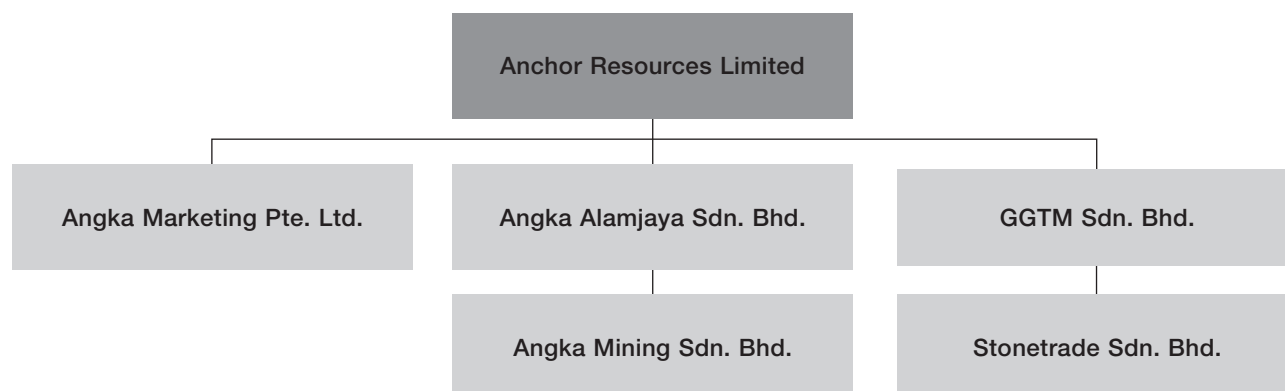 Anchor Resources Limited
Angka Marketing Pte. Ltd.
Angka Alamjaya Sdn. Bhd.
GGTM Sdn. Bhd.
Angka Mining Sdn. Bhd.
Stonetrade Sdn. Bhd.